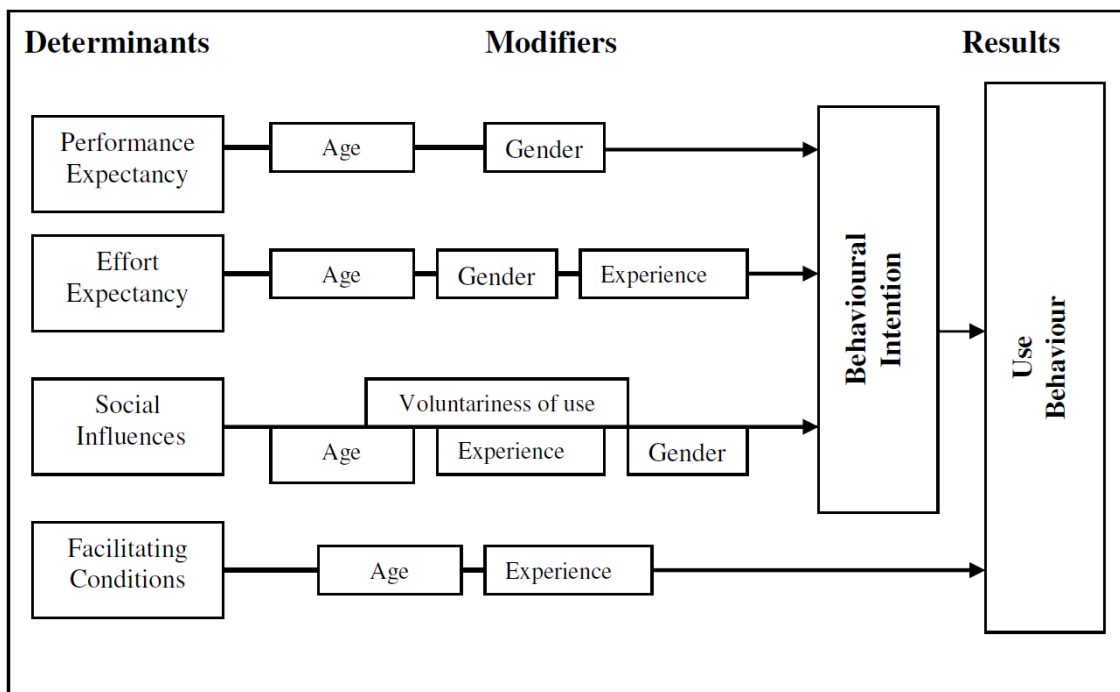 Determinants Modifiers Results
Performance
Expectancy
Age
Gender
Effort
Expectancy
Age
Gender
Experience
Social
Influences
Voluntariness of use
Age
Experience
Gender
Facilitating
Conditions
Age
Experience
Behavioural
Intention
Use
Behaviour